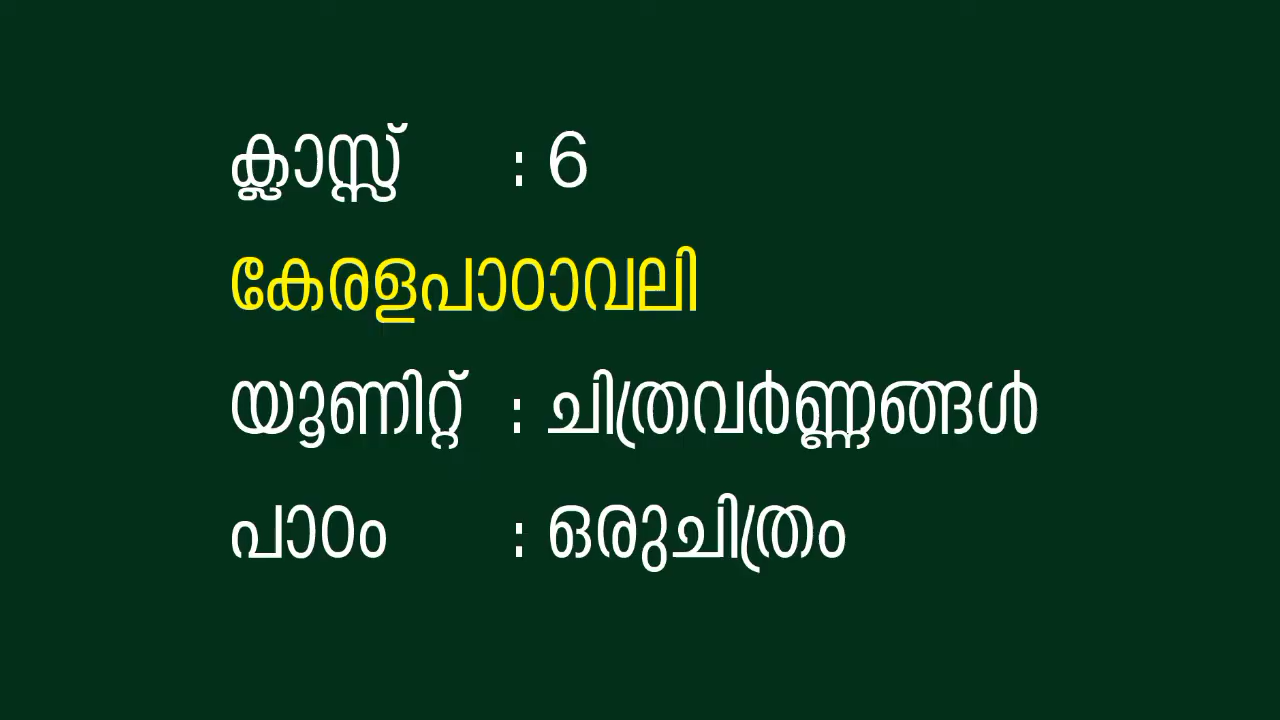 ക്ലാസ്സ് : 6
കേരളപാഠാവലി
യൂണിറ്റ് : ചിത്രവർണ്ണങ്ങൾ
പാഠം : ഒരുചിത്രം